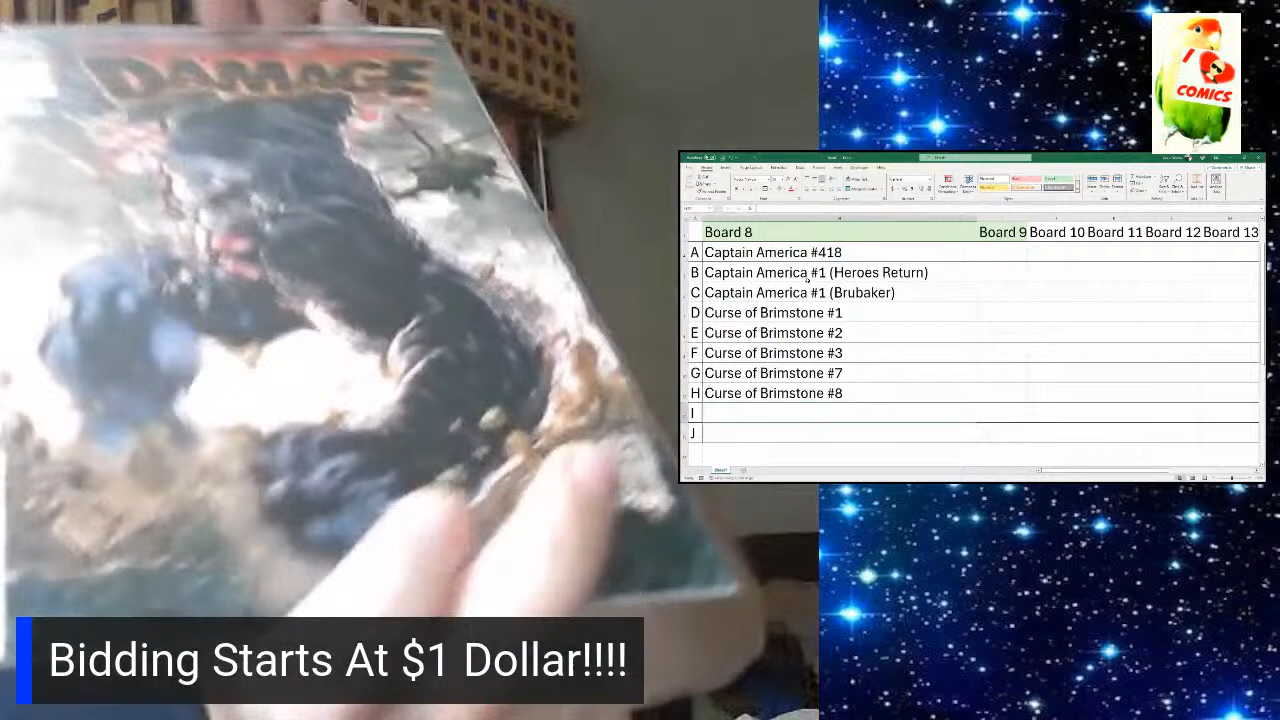 DAMAGE
I
COMICS
Board 8 Board 9 Board 10 Board 11 Board 12 Board 13
A Captain America #418
B Captain America #1 (Heroes Return)
C Captain America #1 (Brubaker)
D Curse of Brimstone #1
E Curse of Brimstone #2
F Curse of Brimstone #3
G Curse of Brimstone #7
H Curse of Brimstone #8
I
J
Sheet1
Bidding Starts At $1 Dollar!!!!